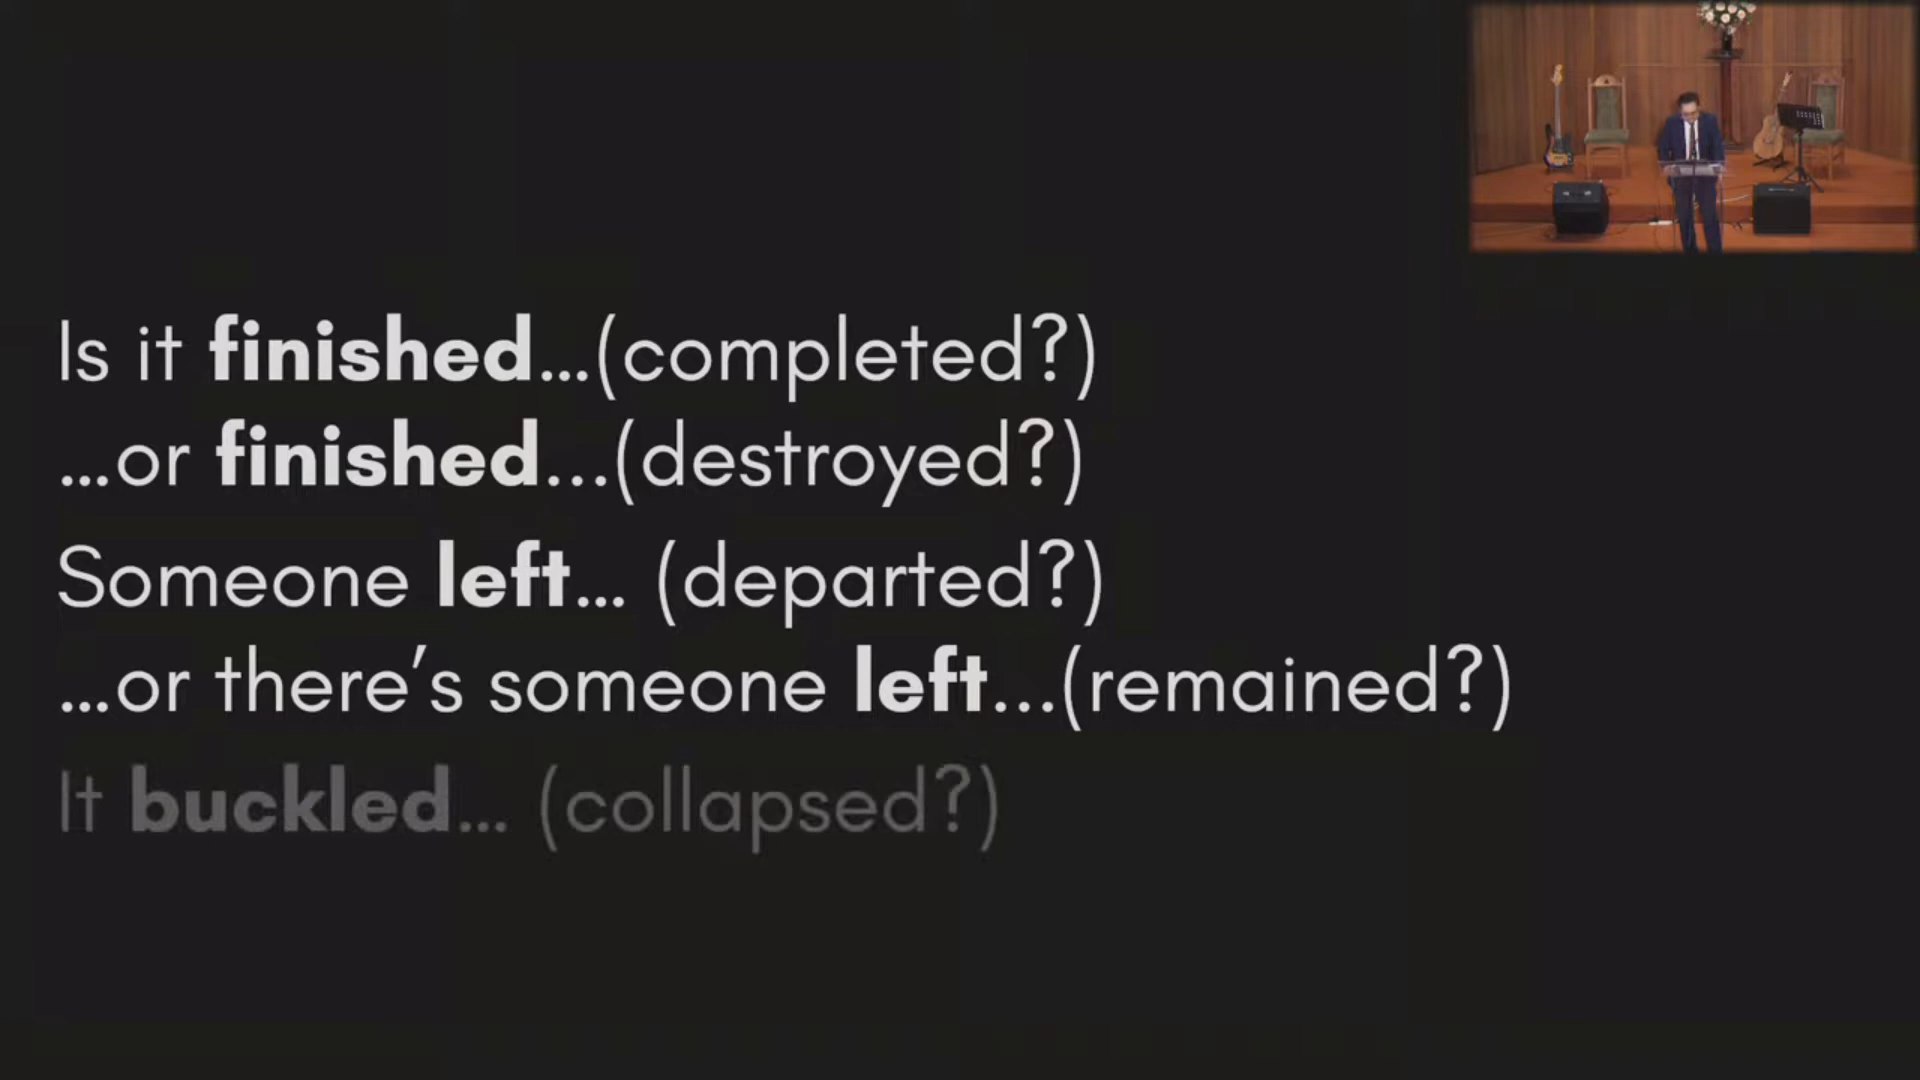 Is it finished...(completed?)
...or finished...(destroyed?)
Someone left... (departed?)
...or there’s someone left...(remained?)
It buckled... (collapsed?)